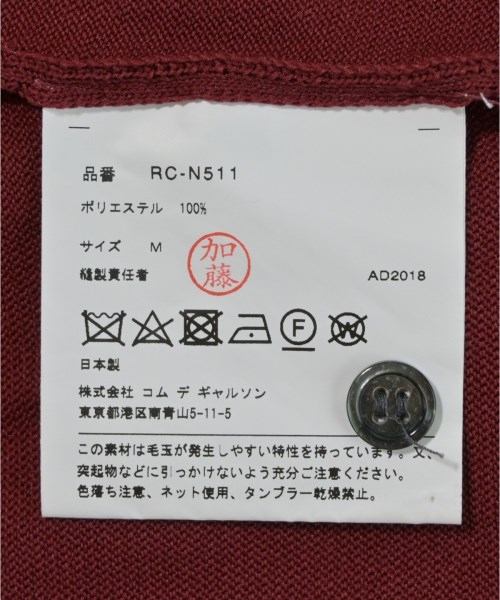 品番 RC-N511
ポリエステル 100%
サイズ M
加藤
縫製責任者 AD2018
F W
日本製
株式会社 コム デ ギャルソン
東京都港区南青山5-11-5
この素材は毛玉が発生しやすい特性を持っています。又、
突起物などに引っかけないよう充分ご注意ください。
色落ち注意、ネット使用、タンブラー乾燥禁止。